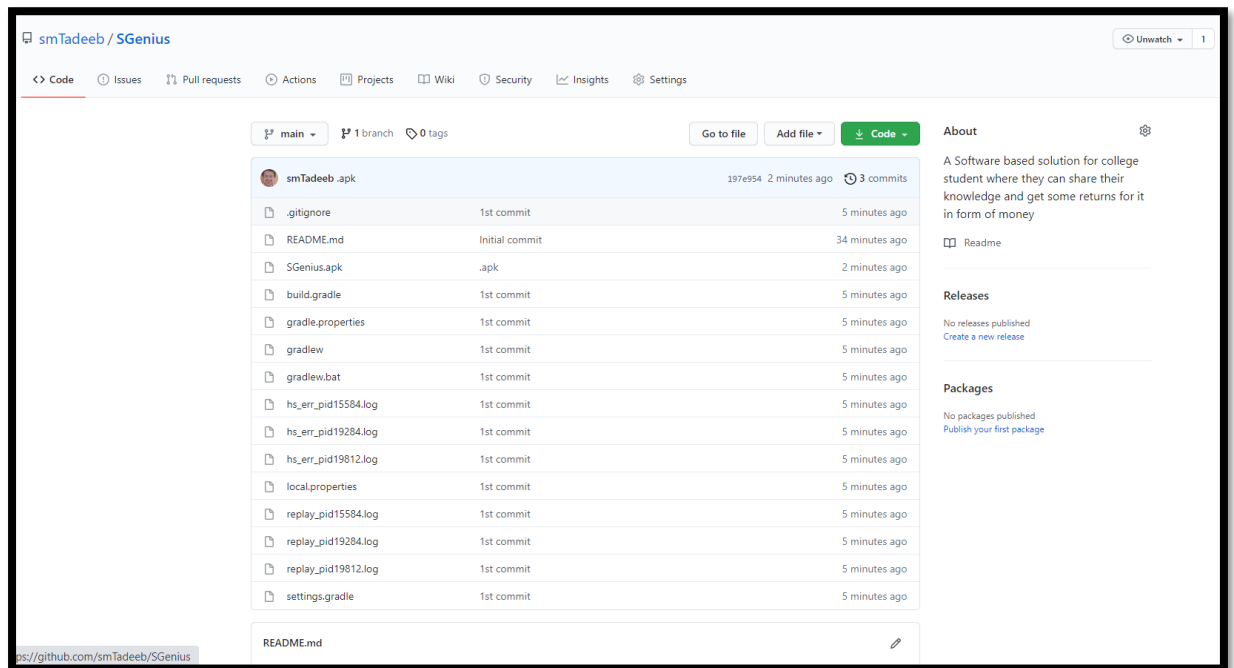 smTadeeb / SGenius
Unwatch 1
Code Issues Pull requests Actions Projects Wiki Security Insights Settings
main 1 branch 0 tags Go to file Add file Code
smTadeeb .apk 197e954 2 minutes ago 3 commits
.gitignore 1st commit 5 minutes ago
README.md Initial commit 34 minutes ago
SGenius.apk .apk 2 minutes ago
build.gradle 1st commit 5 minutes ago
gradle.properties 1st commit 5 minutes ago
gradlew 1st commit 5 minutes ago
gradlew.bat 1st commit 5 minutes ago
hs_err_pid15584.log 1st commit 5 minutes ago
hs_err_pid19284.log 1st commit 5 minutes ago
hs_err_pid19812.log 1st commit 5 minutes ago
local.properties 1st commit 5 minutes ago
replay_pid15584.log 1st commit 5 minutes ago
replay_pid19284.log 1st commit 5 minutes ago
replay_pid19812.log 1st commit 5 minutes ago
settings.gradle 1st commit 5 minutes ago
README.md
About
A Software based solution for college
student where they can share their
knowledge and get some returns for it
in form of money
Readme
Releases
No releases published
Create a new release
Packages
No packages published
Publish your first package
ps://github.com/smTadeeb/SGenius